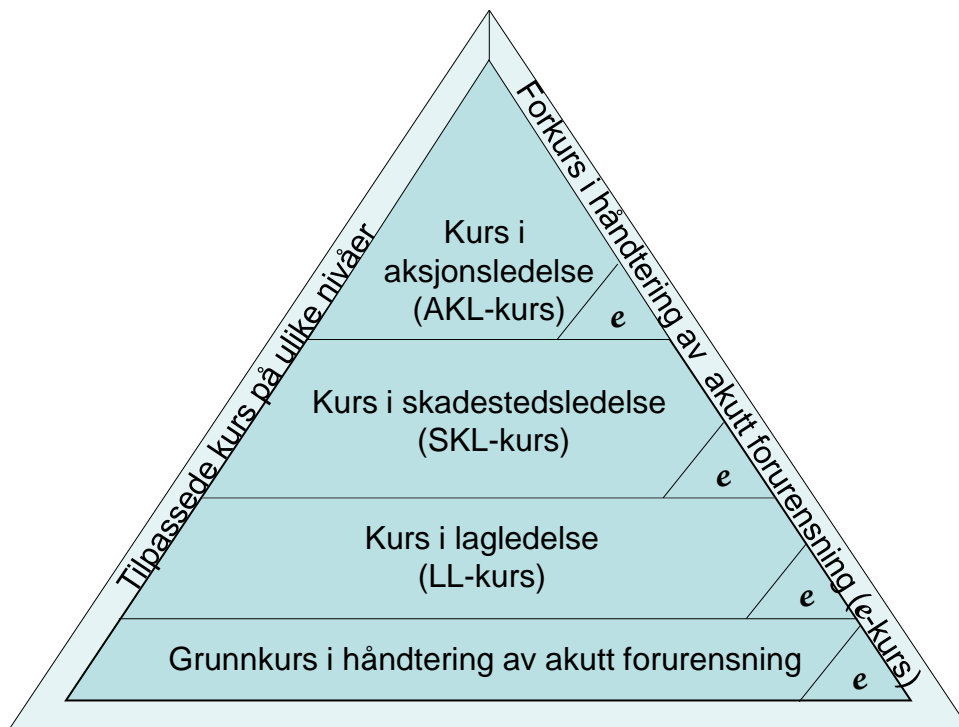 Tilpassede kurs på ulike nivåer
Forkurs i håndtering av akutt forurensning (e-kurs)
Kurs i
aksjonsledelse
(AKL-kurs)
e
Kurs i skadestedsledelse
(SKL-kurs)
e
Kurs i lagledelse
(LL-kurs)
e
Grunnkurs i håndtering av akutt forurensning
e